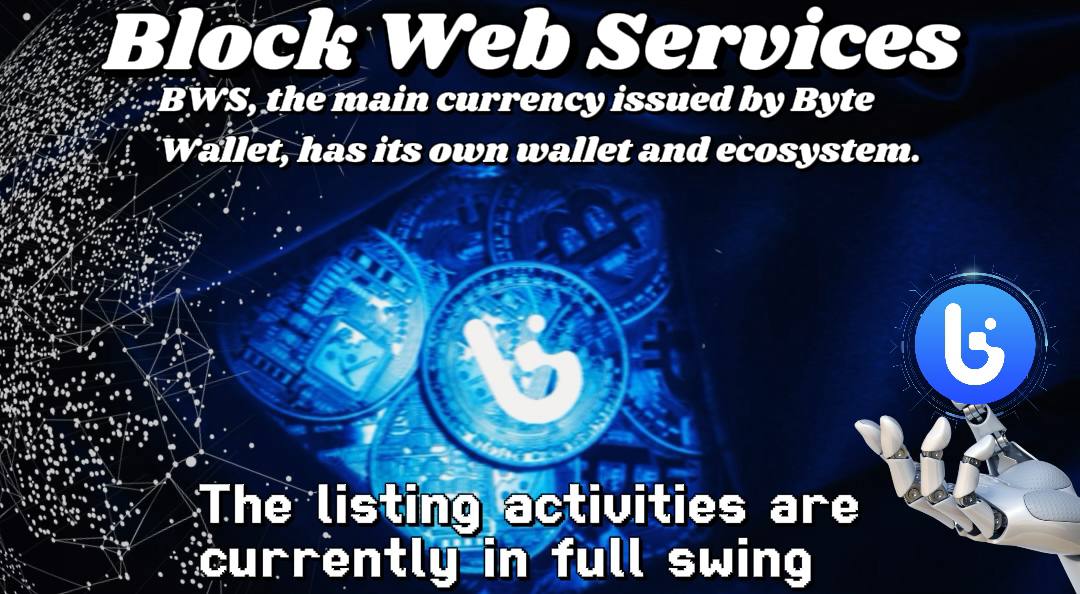 Block Web Services
BWS, the main currency issued by Byte
Wallet, has its own wallet and ecosystem.
The listing activities are
currently in full swing